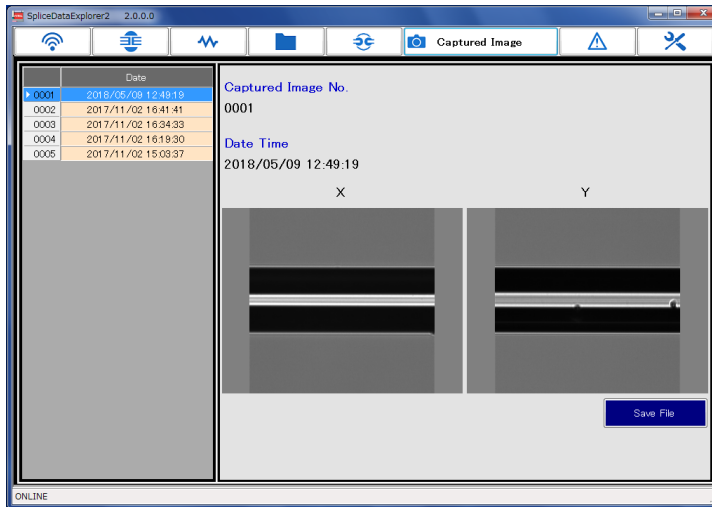 SpliceDataExplorer2 2.0.0.0
Captured Image
Date
0001 2018/05/09 12:49:19
0002 2017/11/02 16:41:41
0003 2017/11/02 16:34:33
0004 2017/11/02 16:19:30
0005 2017/11/02 15:03:37
Captured Image No.
0001
Date Time
2018/05/09 12:49:19
X Y
Save File
ONLINE